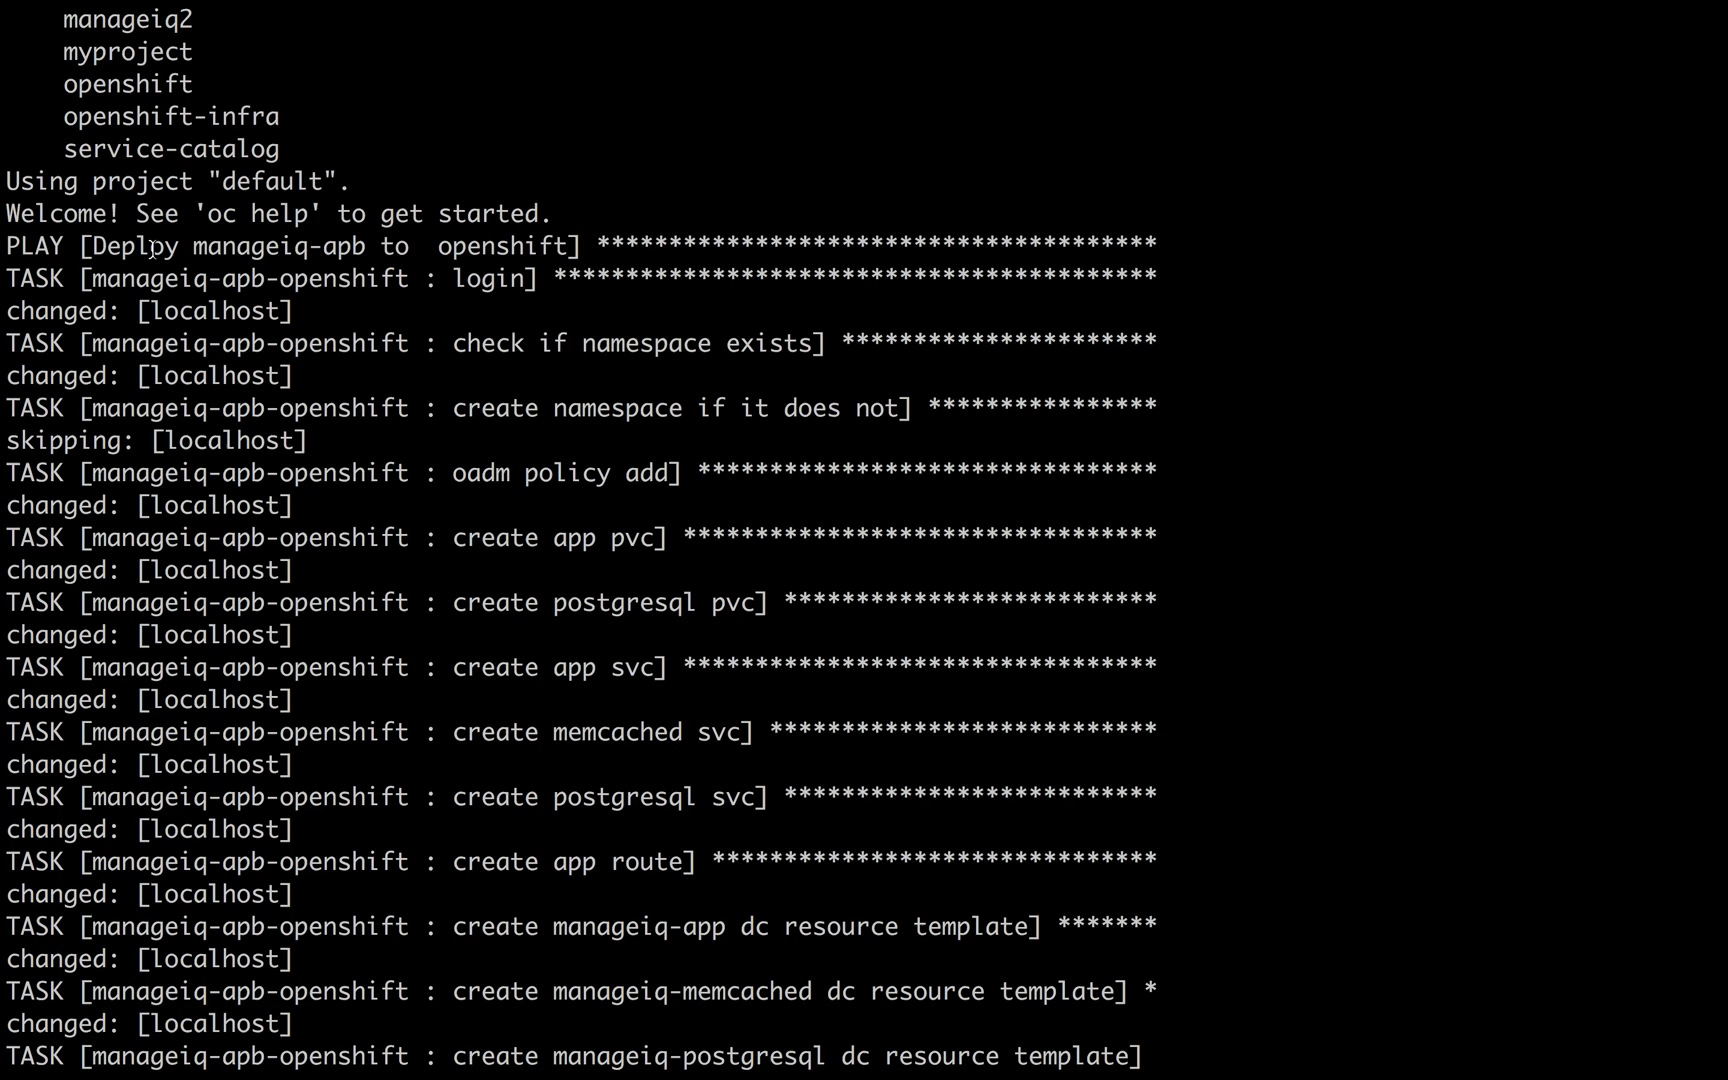 manageiq2
myproject
openshift
openshift-infra
service-catalog
Using project "default".
Welcome! See 'oc help' to get started.
PLAY [Deploy manageiq-apb to  openshift] ***************************************
TASK [manageiq-apb-openshift : login] ******************************************
changed: [localhost]
TASK [manageiq-apb-openshift : check if namespace exists] **********************
changed: [localhost]
TASK [manageiq-apb-openshift : create namespace if it does not] ****************
skipping: [localhost]
TASK [manageiq-apb-openshift : oadm policy add] ********************************
changed: [localhost]
TASK [manageiq-apb-openshift : create app pvc] *********************************
changed: [localhost]
TASK [manageiq-apb-openshift : create postgresql pvc] **************************
changed: [localhost]
TASK [manageiq-apb-openshift : create app svc] *********************************
changed: [localhost]
TASK [manageiq-apb-openshift : create memcached svc] ***************************
changed: [localhost]
TASK [manageiq-apb-openshift : create postgresql svc] **************************
changed: [localhost]
TASK [manageiq-apb-openshift : create app route] *******************************
changed: [localhost]
TASK [manageiq-apb-openshift : create manageiq-app dc resource template] *******
changed: [localhost]
TASK [manageiq-apb-openshift : create manageiq-memcached dc resource template] *
changed: [localhost]
TASK [manageiq-apb-openshift : create manageiq-postgresql dc resource template]